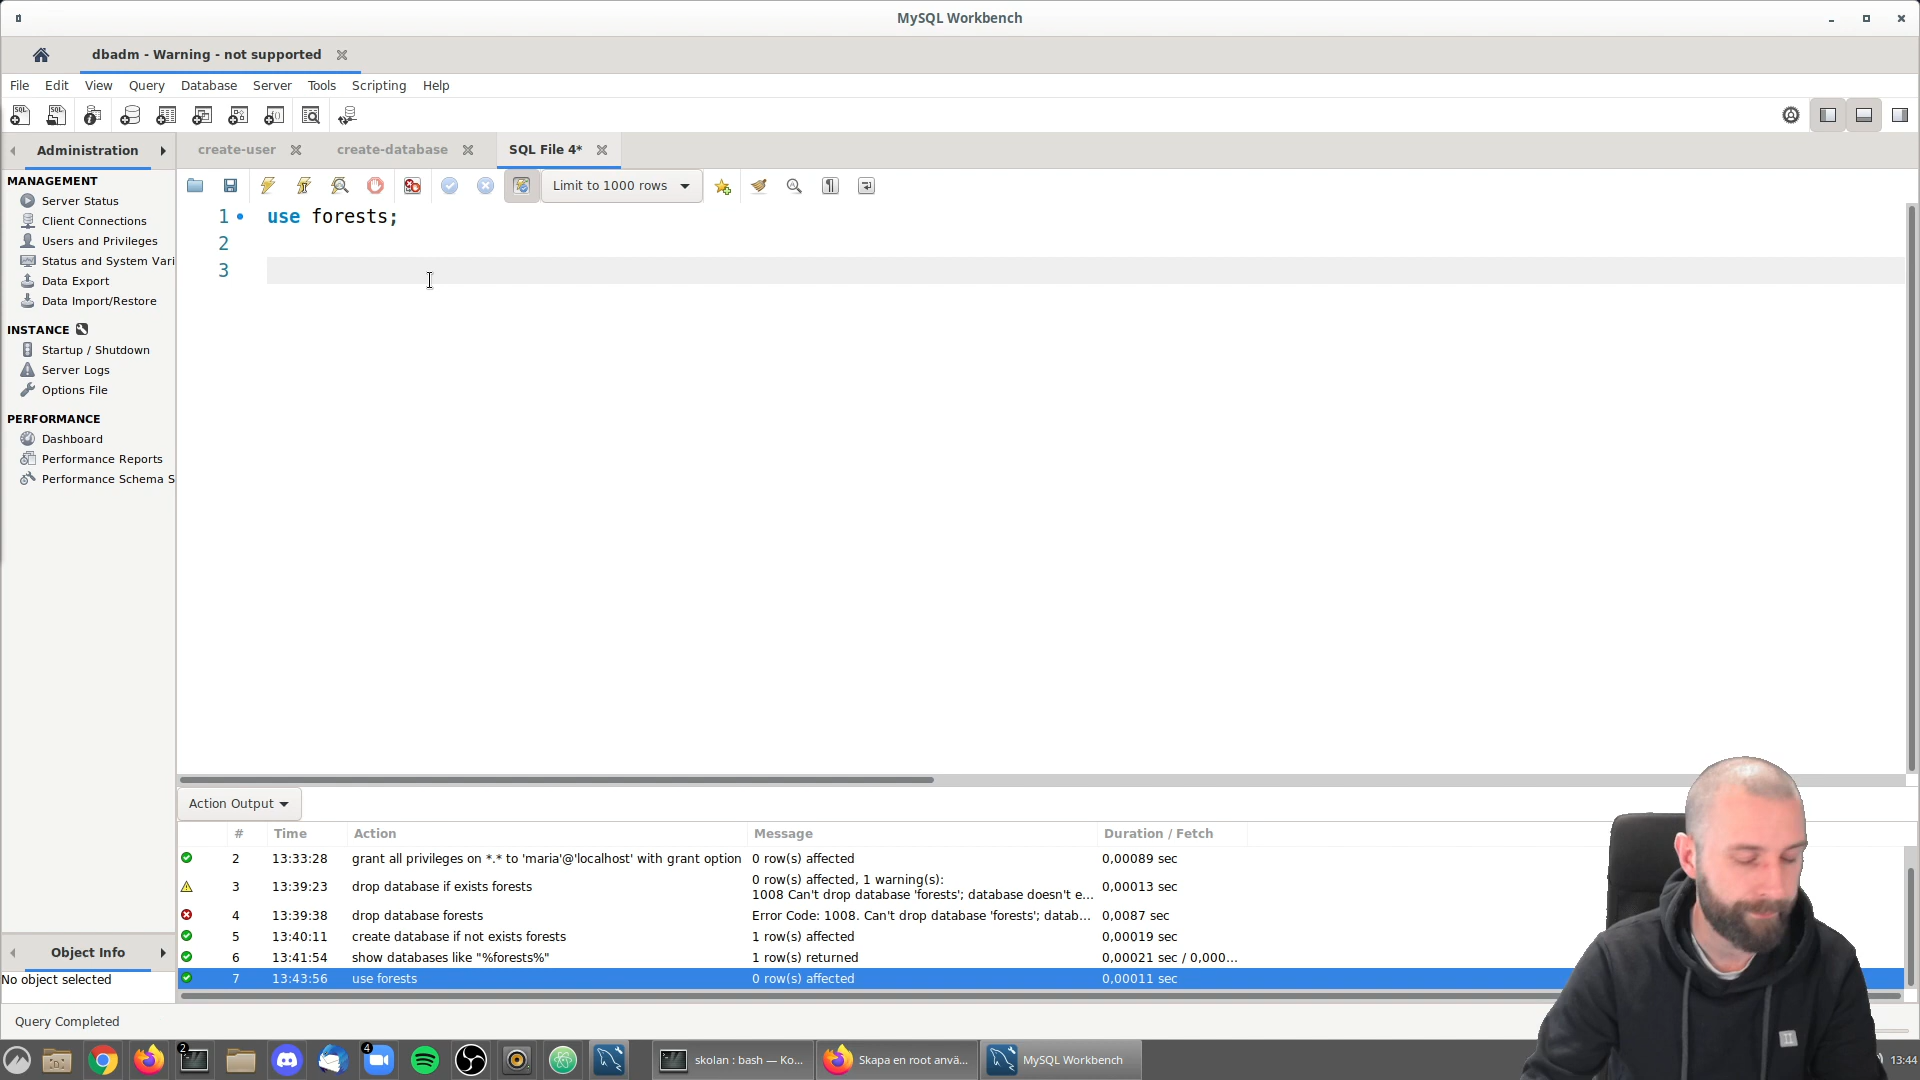 MySQL Workbench
dbadm - Warning - not supported
File Edit View Query Database Server Tools Scripting Help
Administration
create-user
create-database
SQL File 4*
MANAGEMENT
Server Status
Client Connections
Users and Privileges
Status and System Vari
Data Export
Data Import/Restore
INSTANCE
Startup / Shutdown
Server Logs
Options File
PERFORMANCE
Dashboard
Performance Reports
Performance Schema S
Limit to 1000 rows
1 use forests;
2
3
Action Output
# Time Action Message Duration / Fetch
2 13:33:28 grant all privileges on *.* to 'maria'@'localhost' with grant option 0 row(s) affected 0,00089 sec
3 13:39:23 drop database if exists forests 0 row(s) affected, 1 warning(s): 0,00013 sec
1008 Can't drop database 'forests'; database doesn't e...
4 13:39:38 drop database forests Error Code: 1008. Can't drop database 'forests'; datab... 0,0087 sec
5 13:40:11 create database if not exists forests 1 row(s) affected 0,00019 sec
6 13:41:54 show databases like "%forests%" 1 row(s) returned 0,00021 sec / 0,000...
7 13:43:56 use forests 0 row(s) affected 0,00011 sec
Object Info
No object selected
Query Completed
2
4
skolan : bash — Ko...
Skapa en root anvä...
MySQL Workbench
13:44